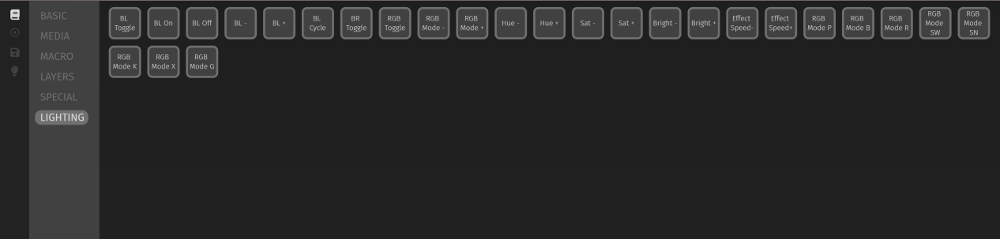 BASIC
MEDIA
MACRO
LAYERS
SPECIAL
LIGHTING
BL
Toggle
BL On
BL Off
BL -
BL +
BL
Cycle
BR
Toggle
RGB
Toggle
RGB
Mode -
RGB
Mode +
Hue -
Hue +
Sat -
Sat +
Bright -
Bright +
Effect
Speed-
Effect
Speed+
RGB
Mode P
RGB
Mode B
RGB
Mode R
RGB
Mode
SW
RGB
Mode
SN
RGB
Mode K
RGB
Mode X
RGB
Mode G